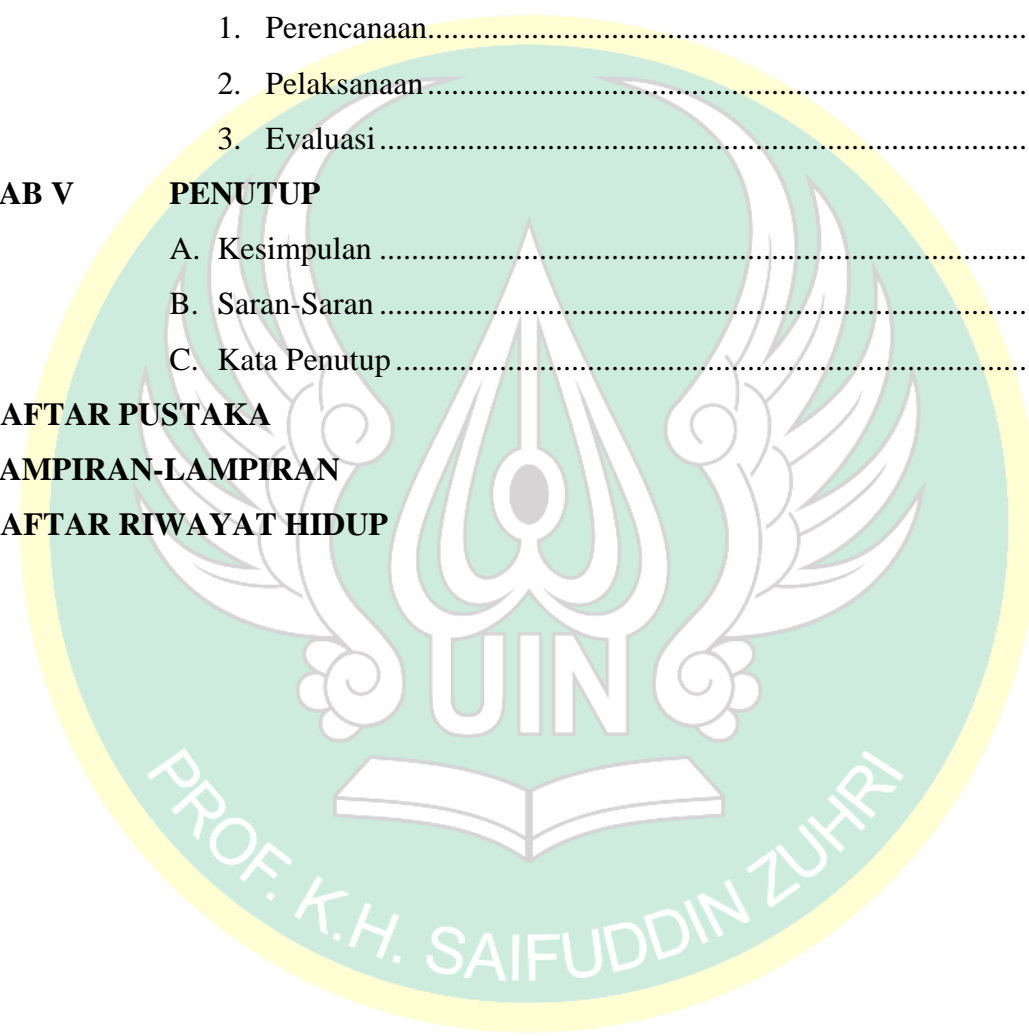 1. Perencanaan...........................................................................
2. Pelaksanaan...........................................................................
3. Evaluasi...........................................................................
AB V PENUTUP
A. Kesimpulan...........................................................................
B. Saran-Saran...........................................................................
C. Kata Penutup...........................................................................
AFTAR PUSTAKA
AMPIRAN-LAMPIRAN
AFTAR RIWAYAT HIDUP
UIN
PROF. K.H. SAIFUDDIN ZUHRI